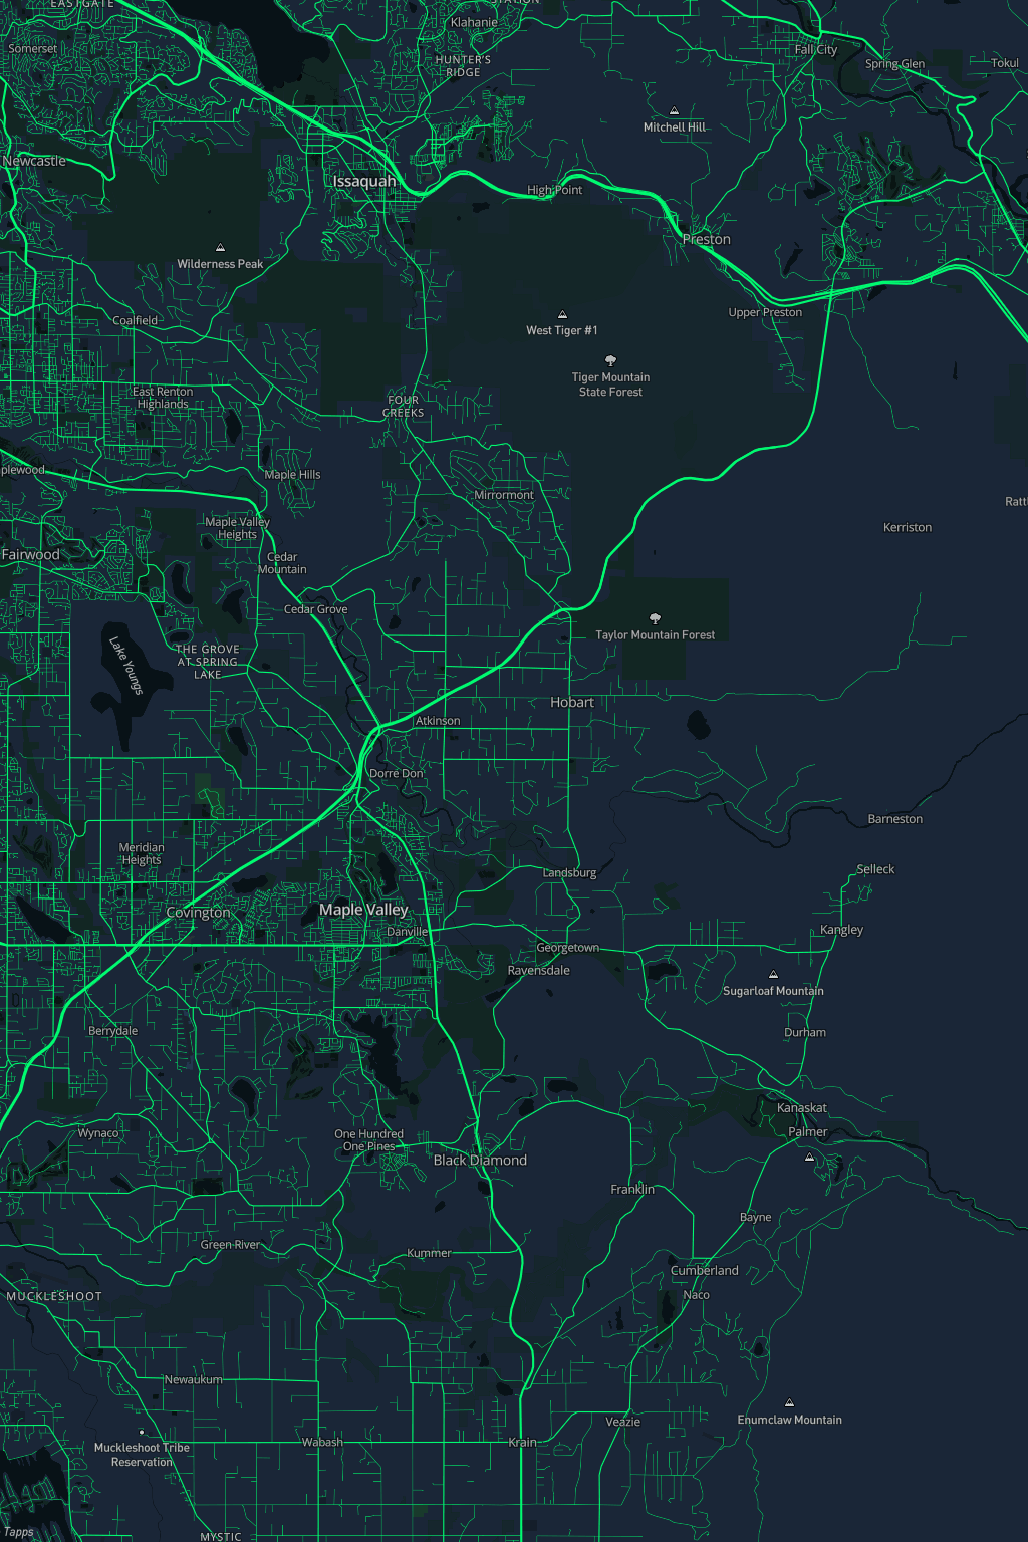 EASTGATE
STATION
Klahanie
Somerset
Fall City
HUNTER'S
RIDGE
Spring Glen
Tokul
Mitchell Hill
Newcastle
Issaquah
High Point
Preston
Wilderness Peak
Upper Preston
Coalfield
West Tiger #1
Tiger Mountain
State Forest
East Renton
Highlands
FOUR
CREEKS
plewood
Maple Hills
Mirrormont
Ratt
Maple Valley
Heights
Kerriston
Fairwood
Cedar
Mountain
Cedar Grove
Taylor Mountain Forest
THE GROVE
AT SPRING
LAKE
Lake Youngs
Hobart
Atkinson
Dorre Don
Barneston
Meridian
Heights
Landsburg
Selleck
Covington
Maple Valley
Danville
Kangley
Georgetown
Ravensdale
Sugarloaf Mountain
Berrydale
Durham
Kanaskat
Wynaco
One Hundred
One Pines
Palmer
Black Diamond
Franklin
Bayne
Green River
Kummer
Cumberland
MUCKLESHOOT
Naco
Newaukum
Enumclaw Mountain
Veazie
Muckleshoot Tribe
Reservation
Wabash
Krain
Tapps
MYSTIC